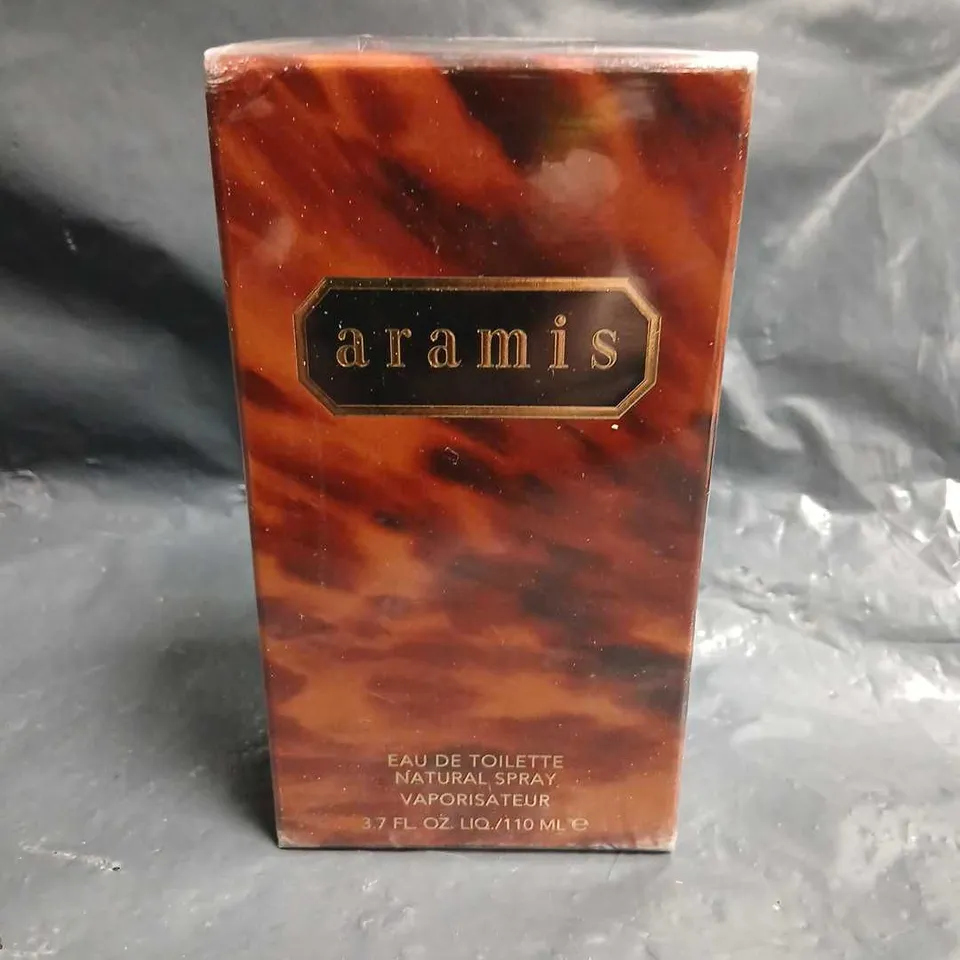 aramis
EAU DE TOILETTE
NATURAL SPRAY
VAPORISATEUR
3.7 FL. OZ. LIQ./110 ML ℮